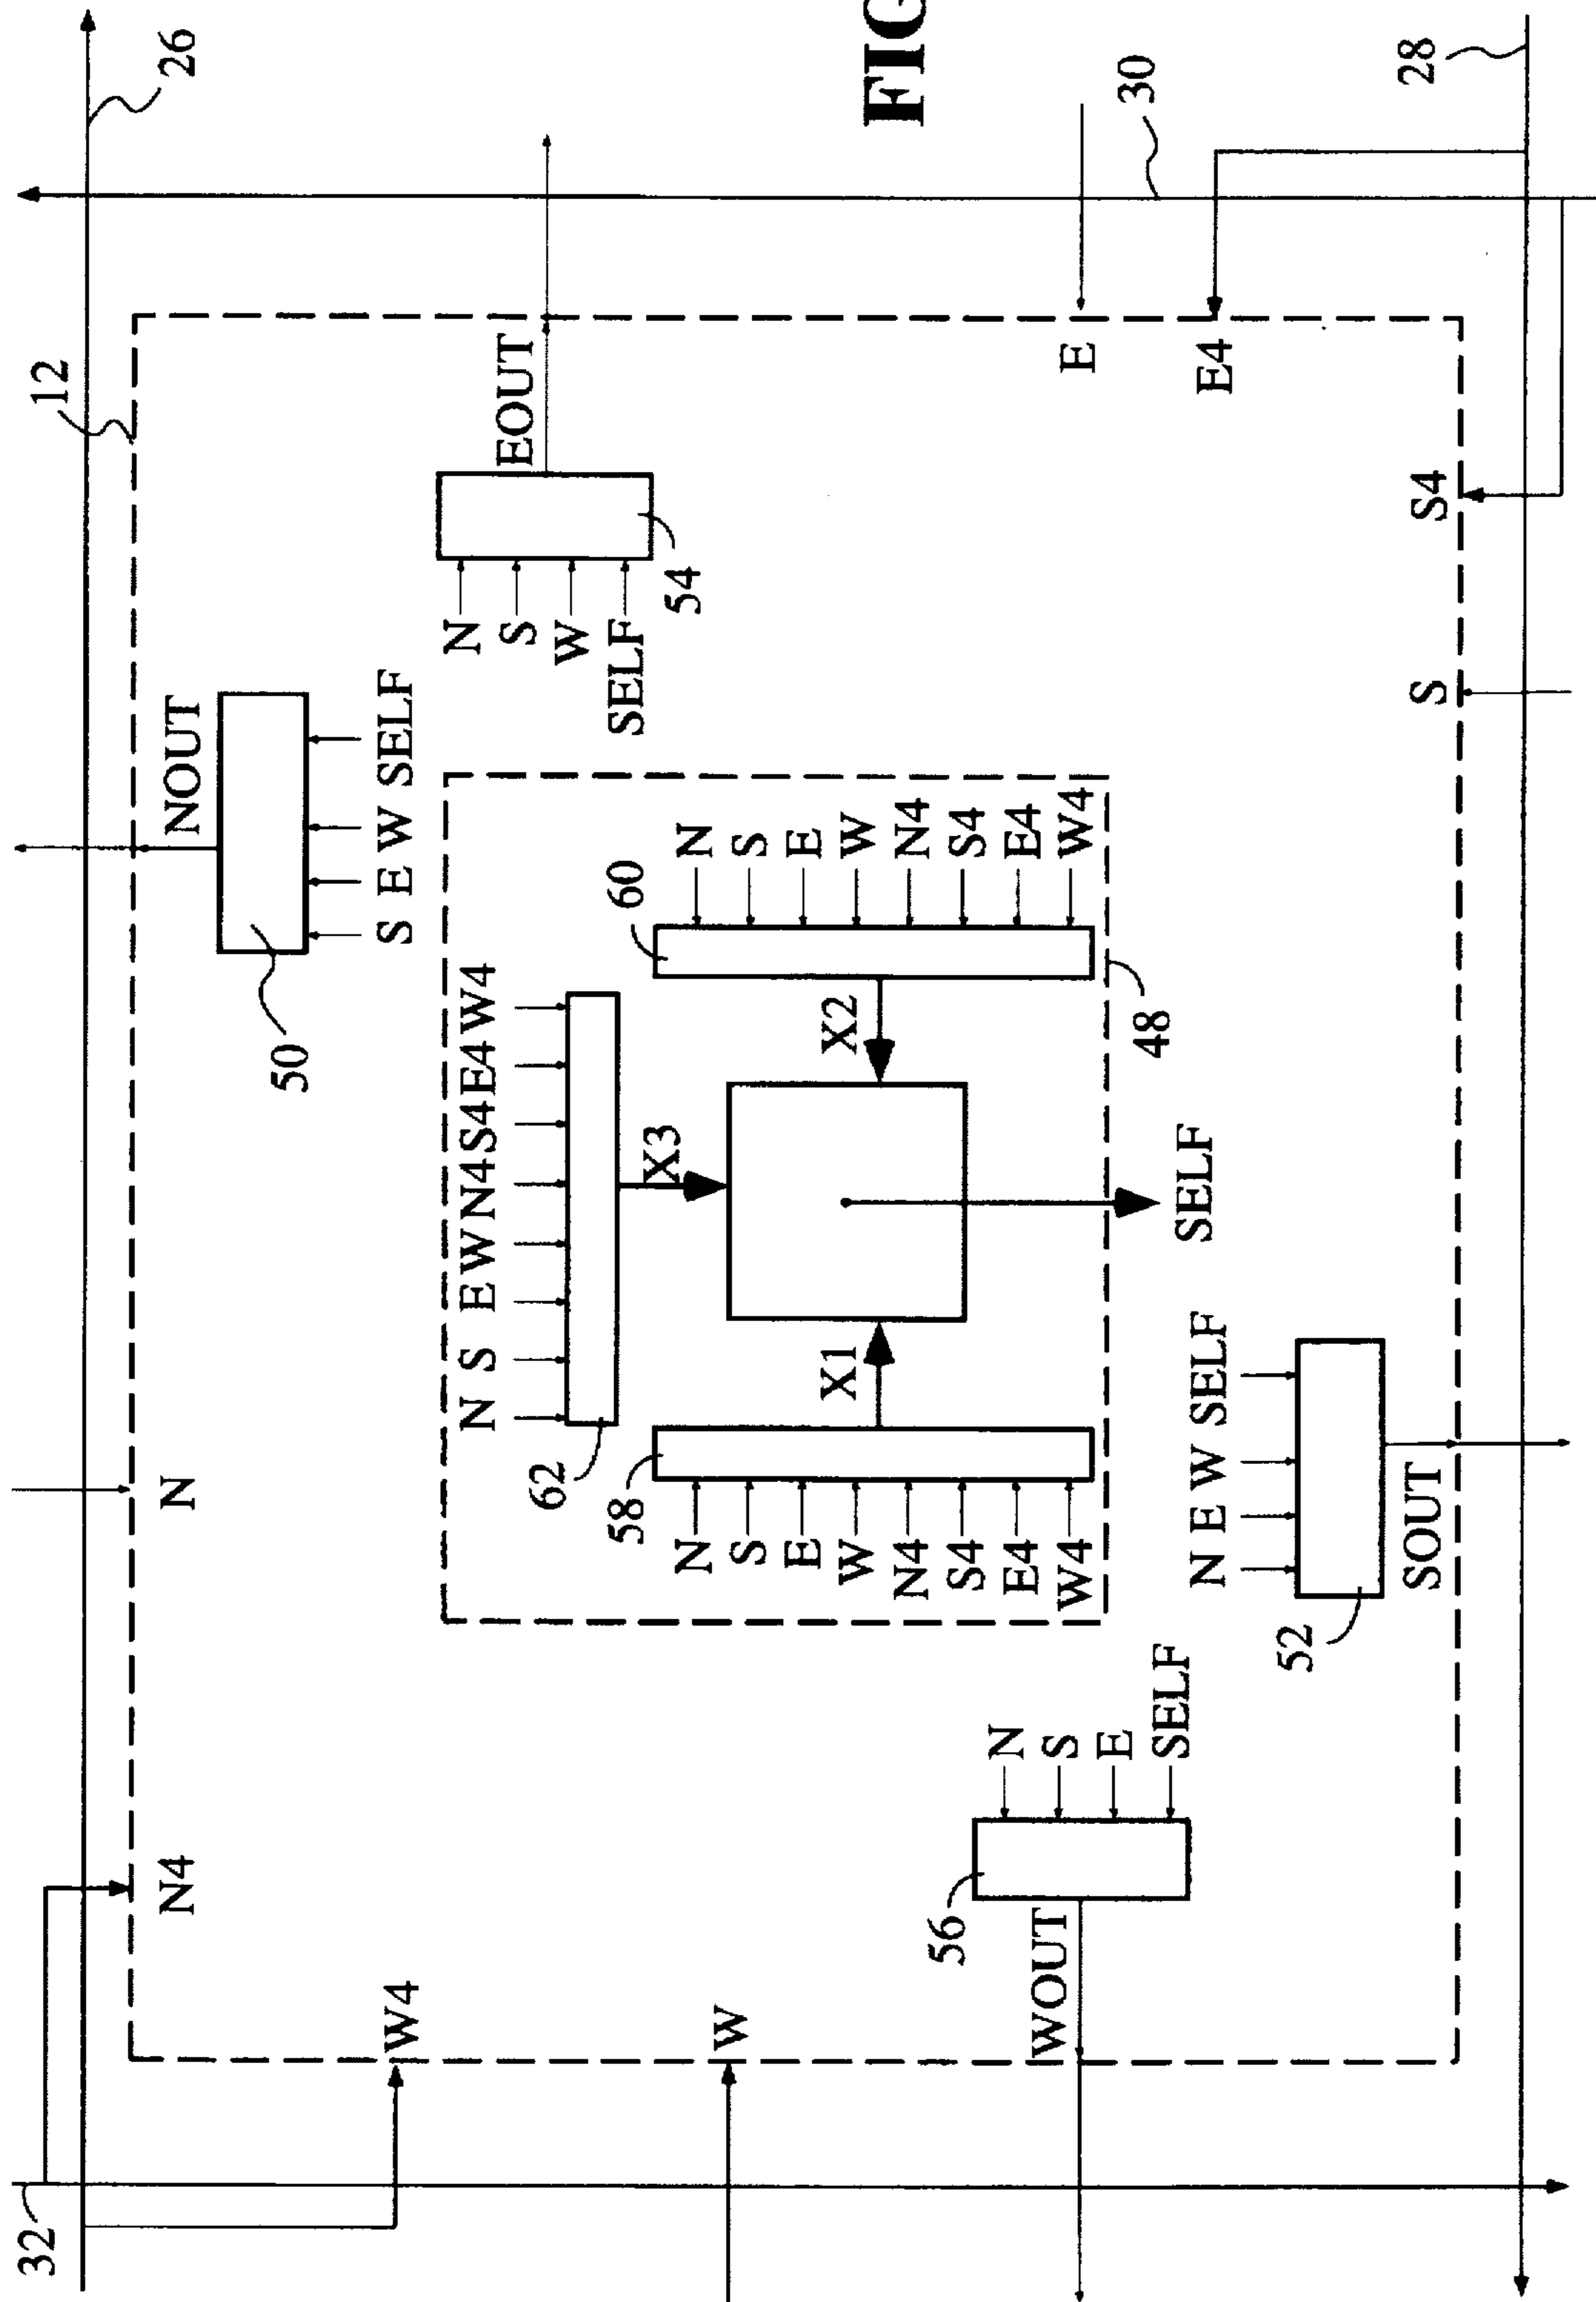 FIG
26
12
30
28
32
N4
N
NOUT
50
S E W SELF
W4
W
EOUT
54
N
S
W
SELF
N S E W N4 S4 E4 W4
62
X3
58
N
S
E
W
N4
S4
E4
W4
X1
X2
60
N
S
E
W
N4
S4
E4
W4
48
SELF
E
E4
56
WOUT
N
S
E
SELF
N E W SELF
52
SOUT
S
S4